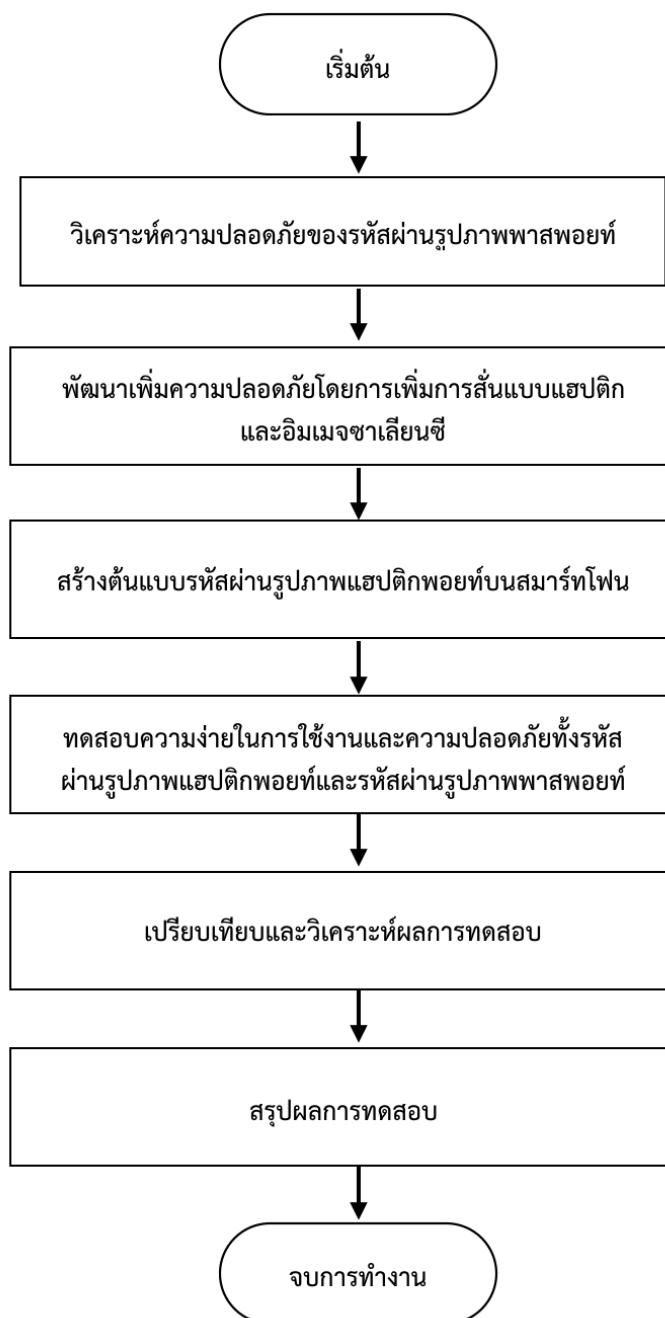 เริ่มต้น
วิเคราะห์ความปลอดภัยของรหัสผ่านรูปภาพพาสพอยท์
พัฒนาเพิ่มความปลอดภัยโดยการเพิ่มการสั่นแบบแฮปติก
และอิมเมจซาเลียนซี
สร้างต้นแบบรหัสผ่านรูปภาพแฮปติกพอยท์บนสมาร์ทโฟน
ทดสอบความง่ายในการใช้งานและความปลอดภัยทั้งรหัส
ผ่านรูปภาพแฮปติกพอยท์และรหัสผ่านรูปภาพพาสพอยท์
เปรียบเทียบและวิเคราะห์ผลการทดสอบ
สรุปผลการทดสอบ
จบการทำงาน